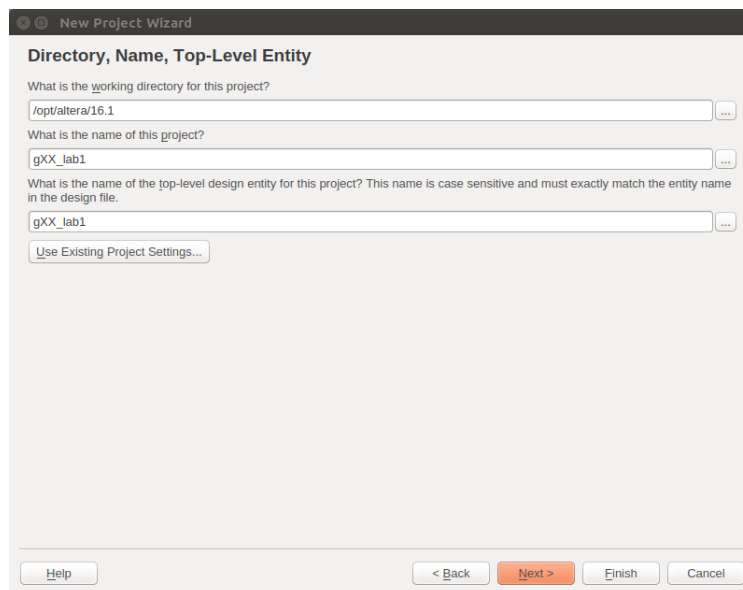 New Project Wizard
Directory, Name, Top-Level Entity
What is the working directory for this project?
/opt/altera/16.1
...
What is the name of this project?
gXX_lab1
...
What is the name of the top-level design entity for this project? This name is case sensitive and must exactly match the entity name
in the design file.
gXX_lab1
...
Use Existing Project Settings...
Help
< Back
Next >
Finish
Cancel